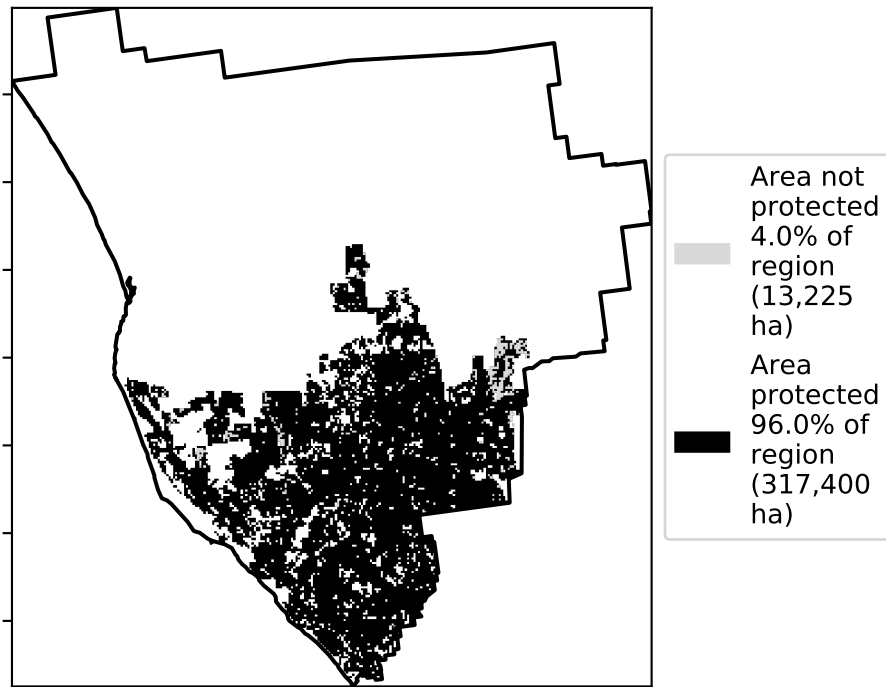 Area not
protected
4.0% of
region
(13,225
ha)
Area
protected
96.0% of
region
(317,400
ha)